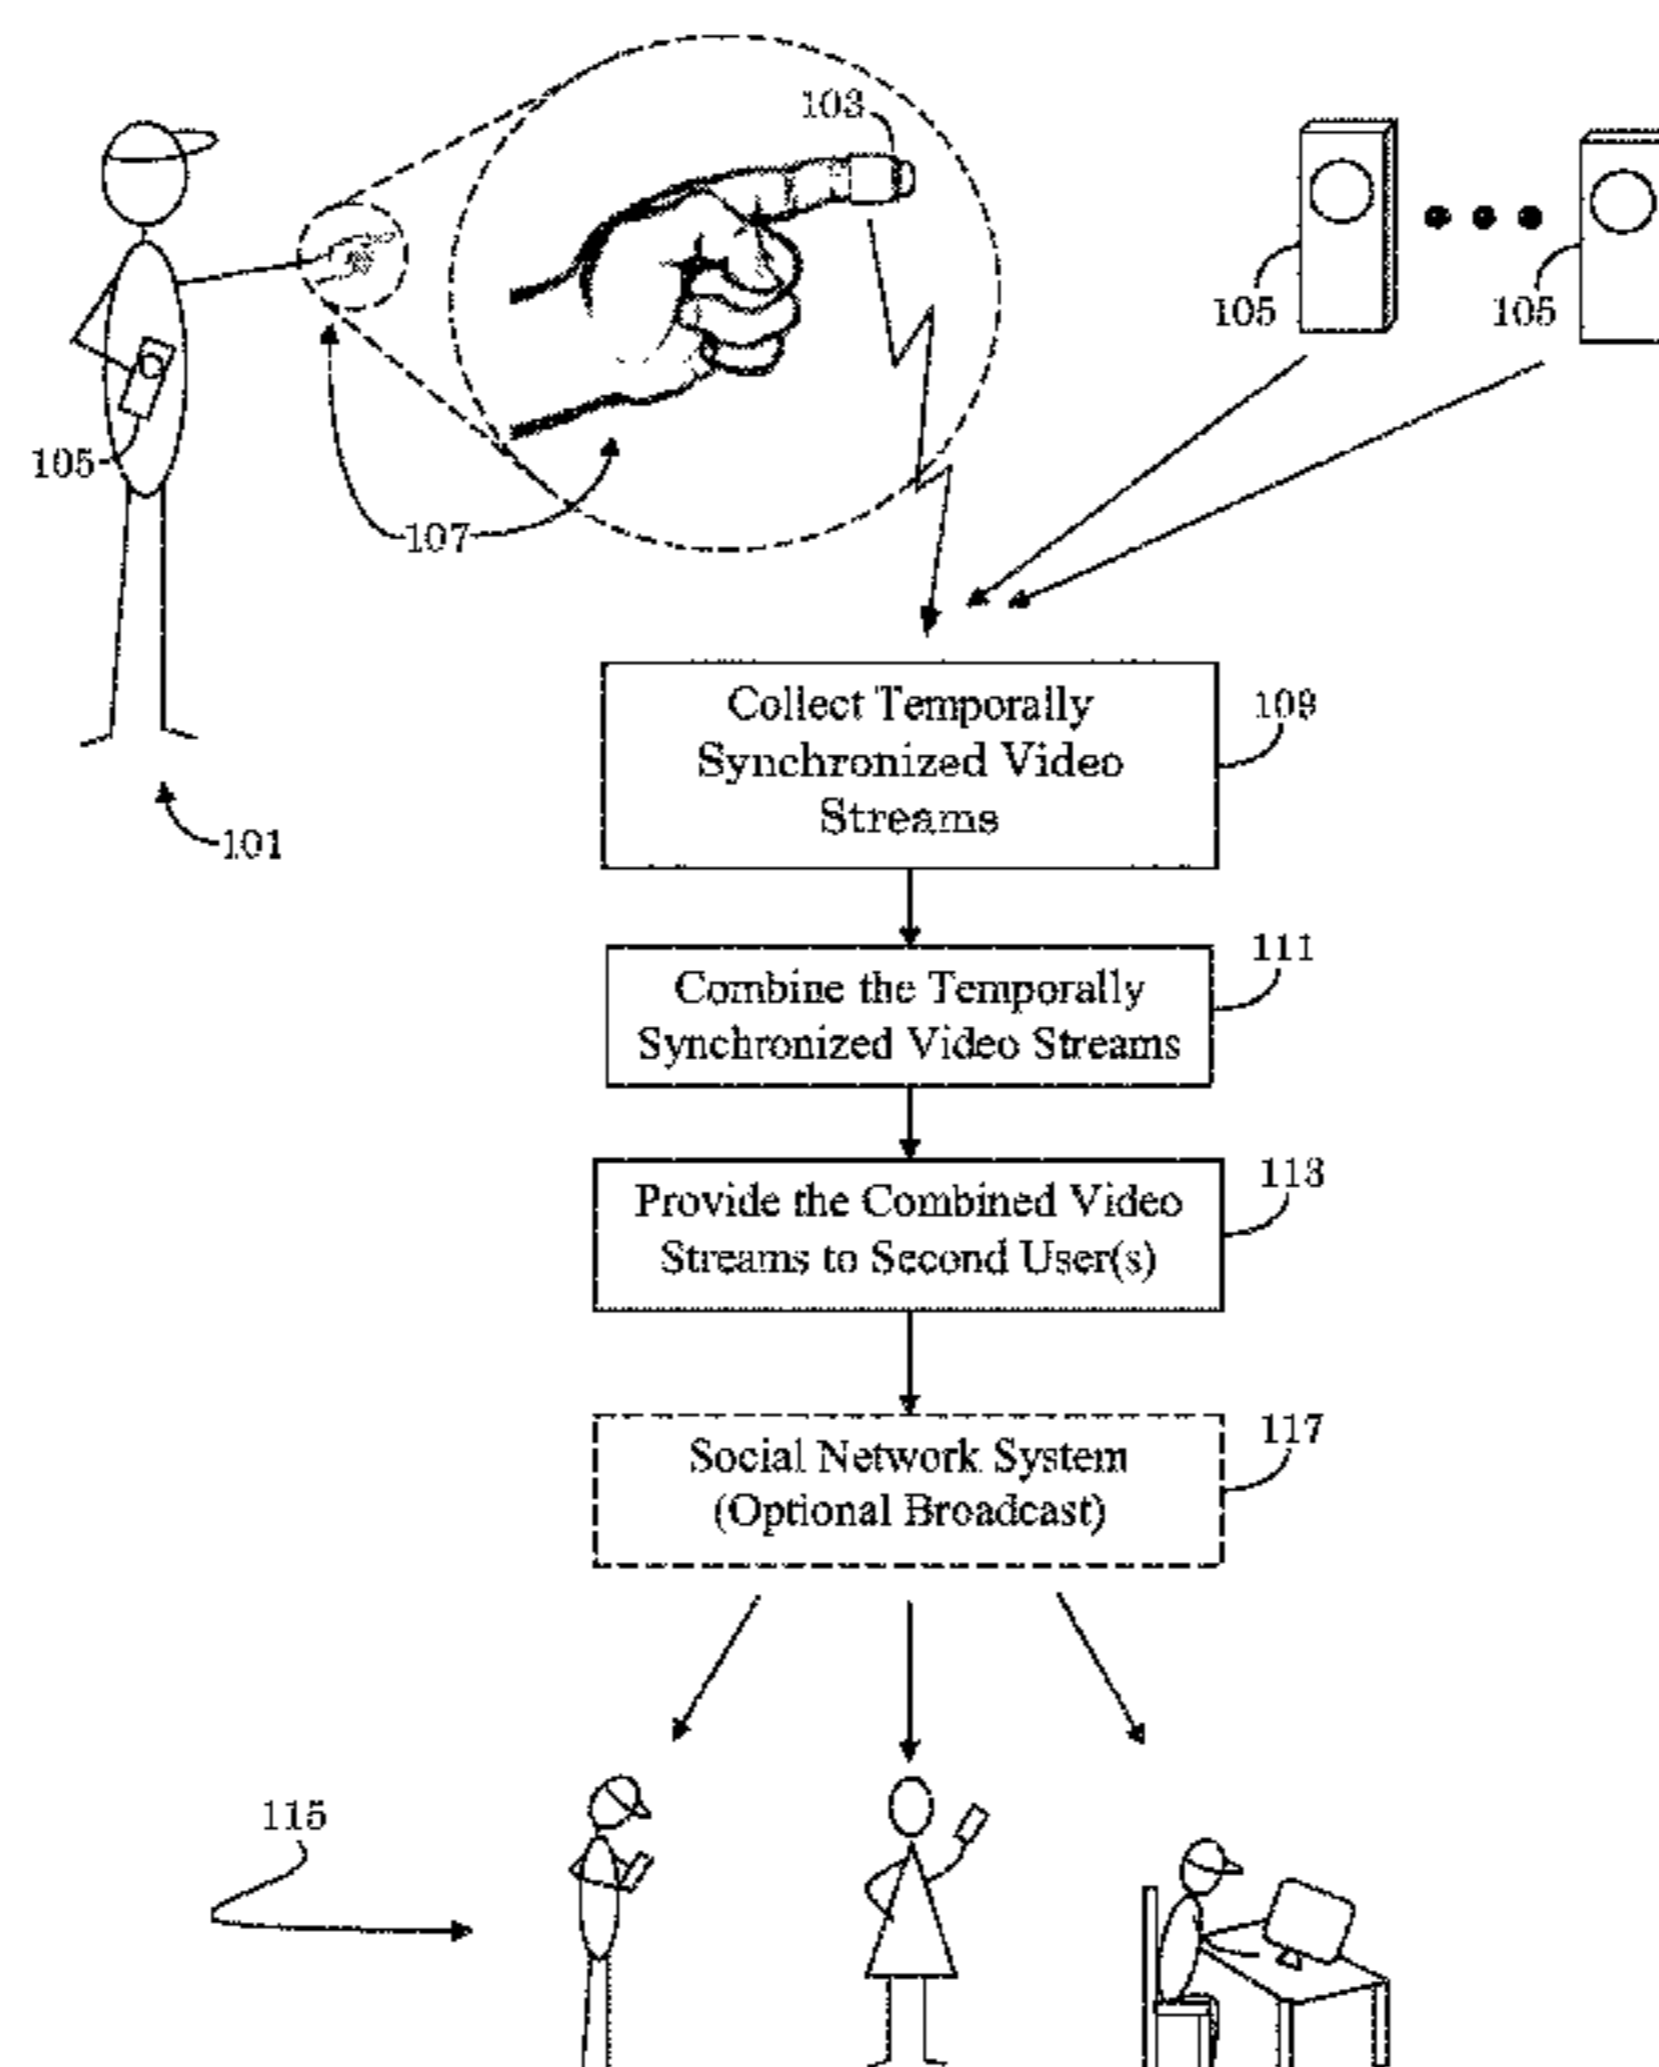 103
105
105
105
107
Collect Temporally
Synchronized Video
Streams
109
101
111
Combine the Temporally
Synchronized Video Streams
113
Provide the Combined Video
Streams to Second User(s)
117
Social Network System
(Optional Broadcast)
115